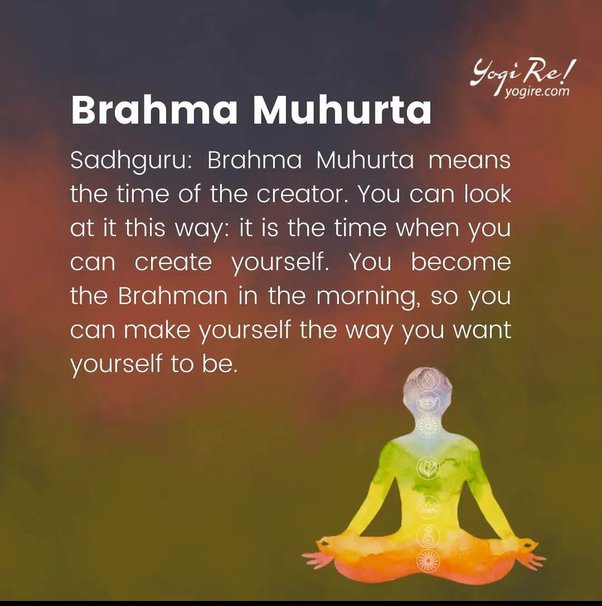 Yogi Re!
yogire.com
Brahma Muhurta
Sadhguru: Brahma Muhurta means
the time of the creator. You can look
at it this way: it is the time when you
can create yourself. You become
the Brahman in the morning, so you
can make yourself the way you want
yourself to be.